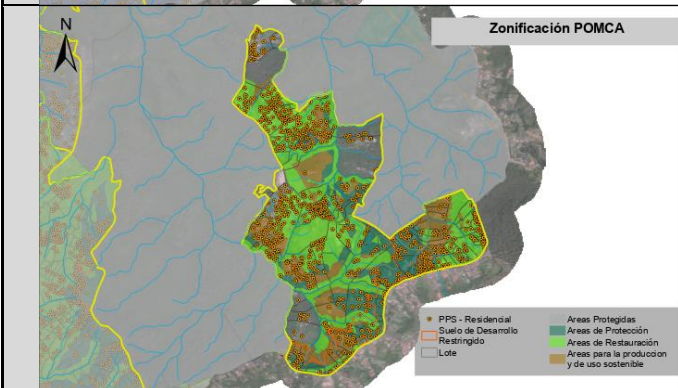 Zonificación POMCA
N
PPS - Residencial
Suelo de Desarrollo
Restringido
Lote
Areas Protegidas
Areas de Protección
Areas de Restauración
Areas para la produccion
y de uso sostenible